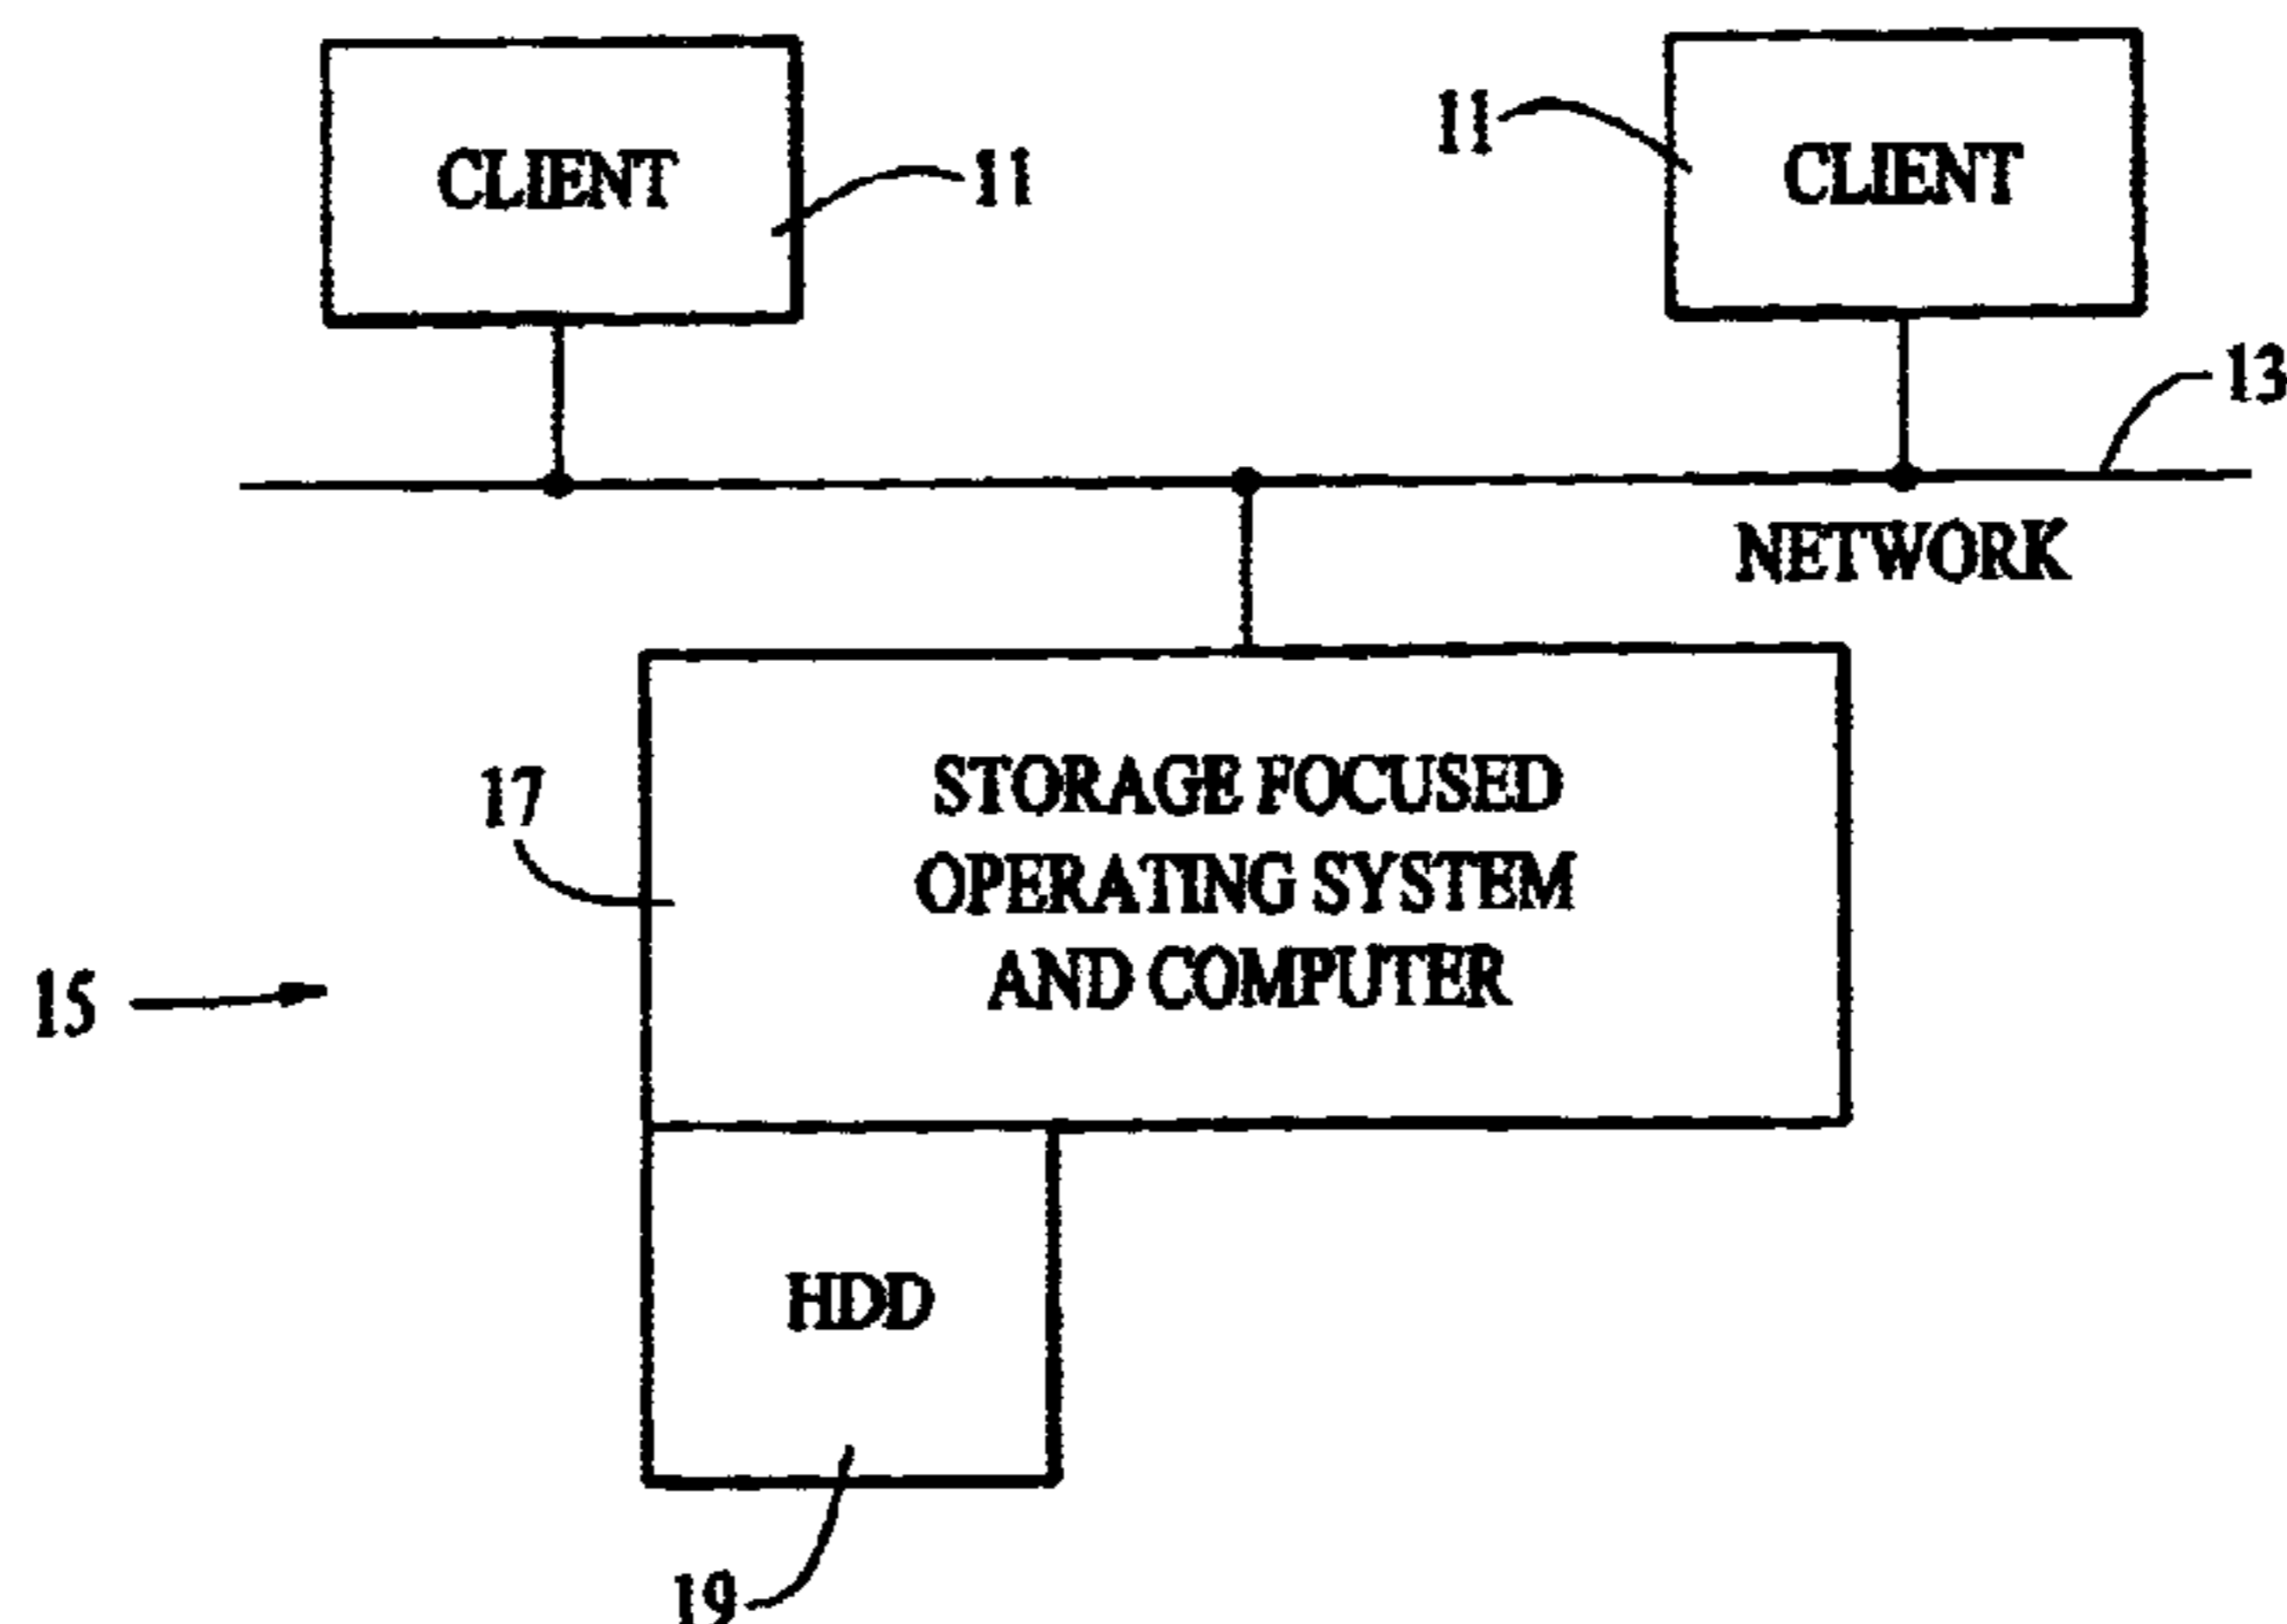 CLIENT
11
11
CLIENT
13
NETWORK
17
STORAGE FOCUSED
OPERATING SYSTEM
AND COMPUTER
15
HDD
19